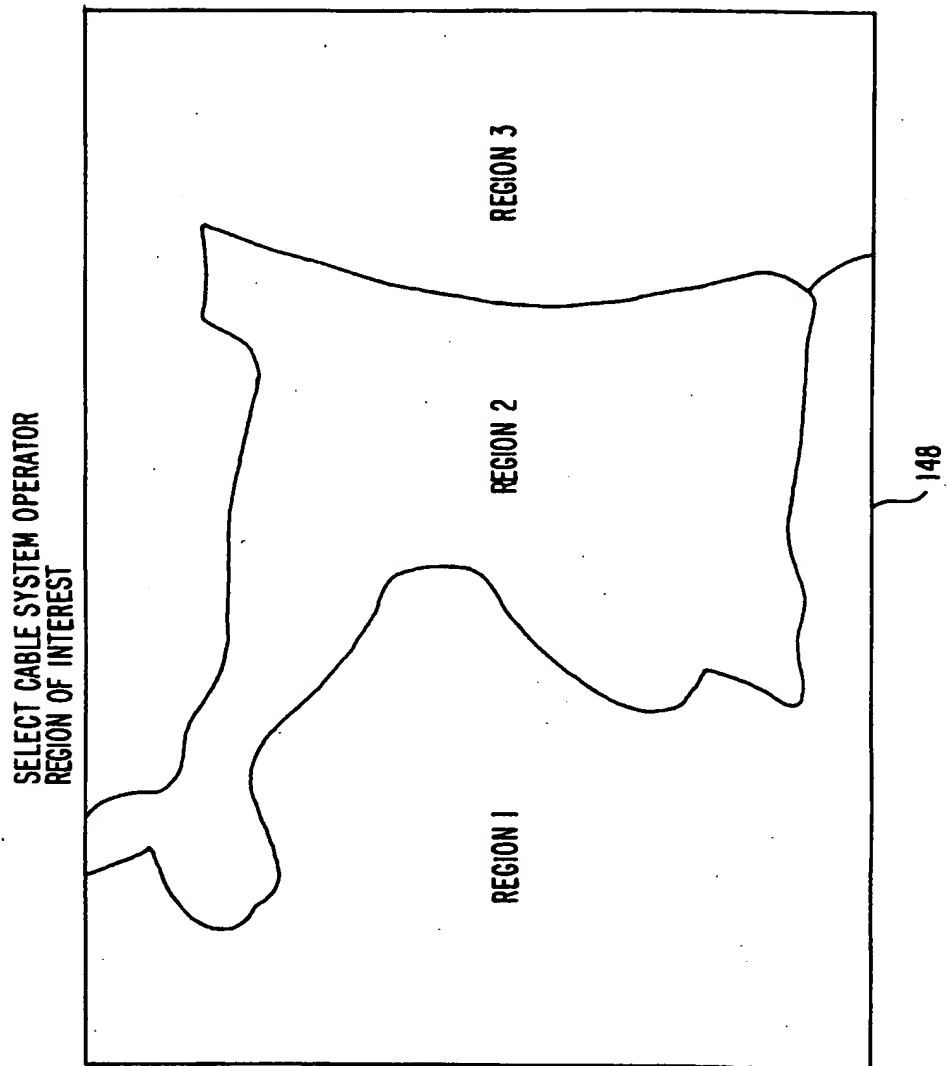 SELECT CABLE SYSTEM OPERATOR
REGION OF INTEREST
REGION 1
REGION 2
REGION 3
148